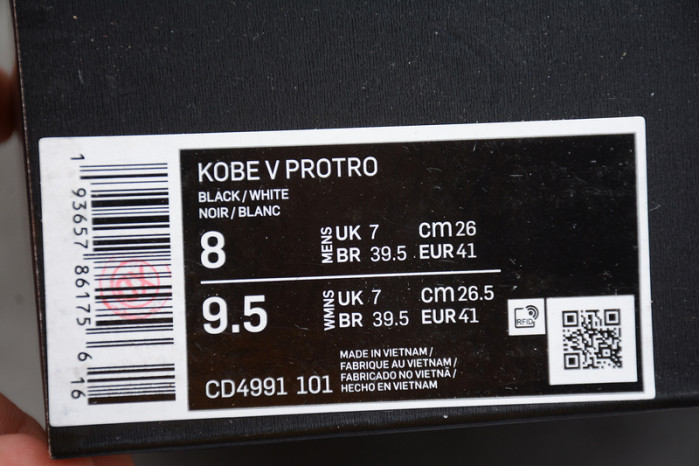 KOBE V PROTRO
BLACK / WHITE
NOIR / BLANC
8 MENS UK 7 cm 26
BR 39.5 EUR 41
9.5 WMNS UK 7 cm 26.5
BR 39.5 EUR 41
RFID
CD4991 101
MADE IN VIETNAM /
FABRIQUE AU VIETNAM /
FABRICADO NO VIETNÃ /
HECHO EN VIETNAM
1 93657 86175 6 16